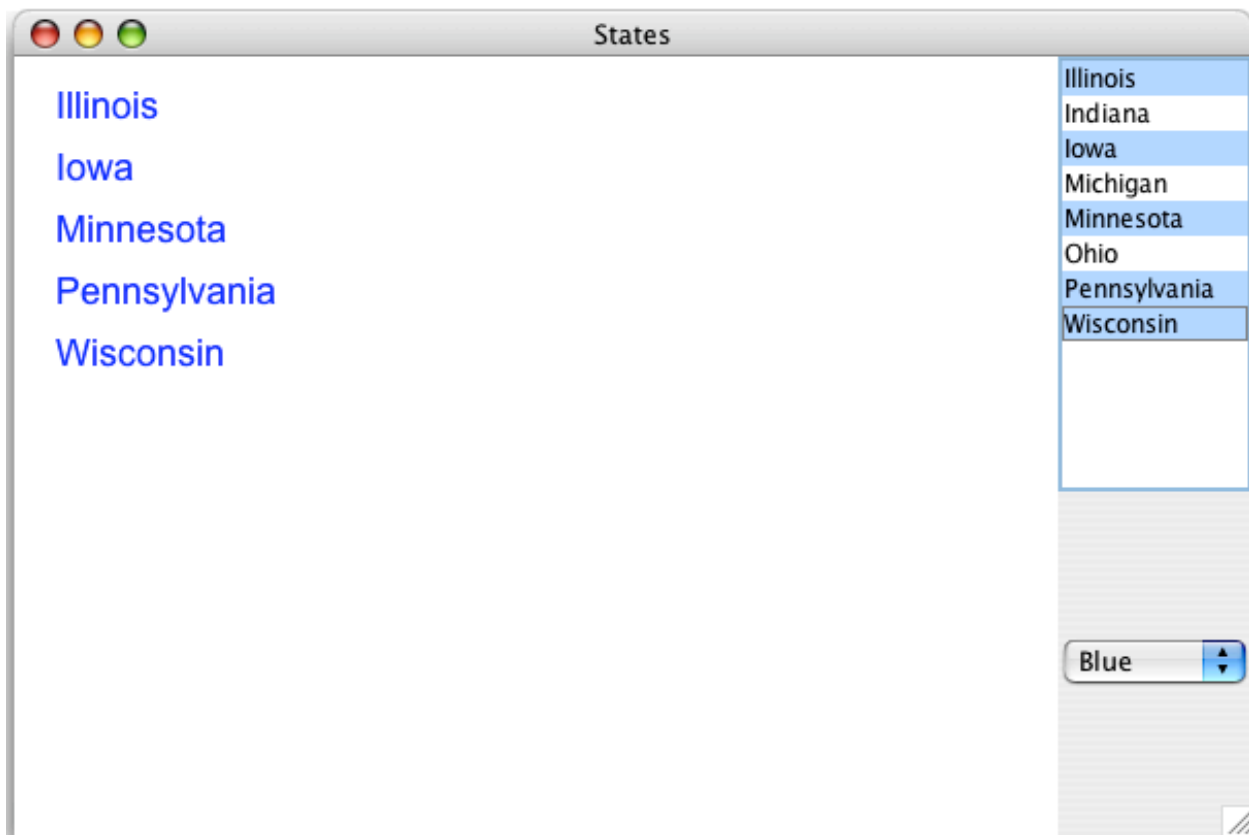 States
Illinois
Iowa
Minnesota
Pennsylvania
Wisconsin
Illinois
Indiana
Iowa
Michigan
Minnesota
Ohio
Pennsylvania
Wisconsin
Blue